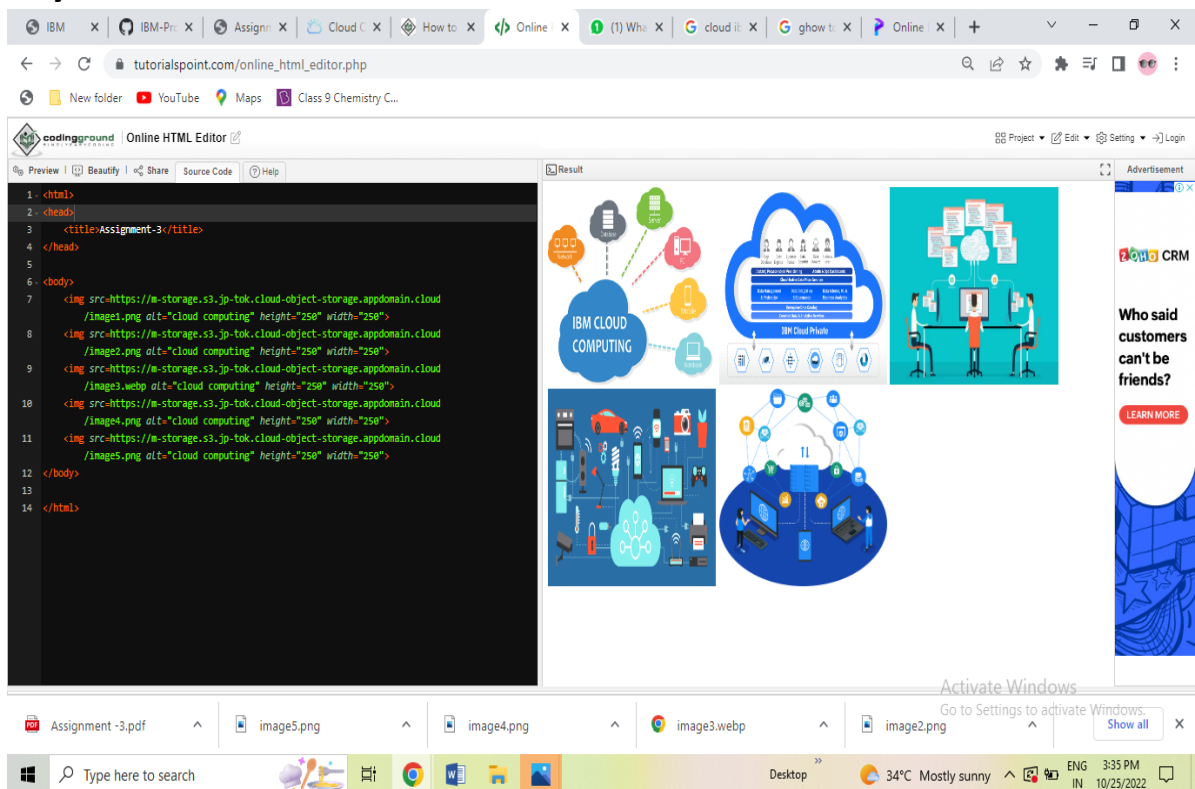 IBM
IBM-Pro
Assignm
Cloud C
How to
Online
(1) Wha
cloud ib
ghow to
Online
tutorialspoint.com/online_html_editor.php
New folder
YouTube
Maps
Class 9 Chemistry C...
codingground
SIMPLYEASYCODING
Online HTML Editor
Project
Edit
Setting
Login
Preview
Beautify
Share
Source Code
Help
Result
Advertisement
1 <html>
2 <head>
3 <title>Assignment-3</title>
4 </head>
5
6 <body>
7 <img src=https://m-storage.s3.jp-tok.cloud-object-storage.appdomain.cloud
/image1.png alt="cloud computing" height="250" width="250">
8 <img src=https://m-storage.s3.jp-tok.cloud-object-storage.appdomain.cloud
/image2.png alt="cloud computing" height="250" width="250">
9 <img src=https://m-storage.s3.jp-tok.cloud-object-storage.appdomain.cloud
/image3.webp alt="cloud computing" height="250" width="250">
10 <img src=https://m-storage.s3.jp-tok.cloud-object-storage.appdomain.cloud
/image4.png alt="cloud computing" height="250" width="250">
11 <img src=https://m-storage.s3.jp-tok.cloud-object-storage.appdomain.cloud
/image5.png alt="cloud computing" height="250" width="250">
12 </body>
13
14 </html>
Server
Database
PC
IBM CLOUD
COMPUTING
IBM Cloud Private
ZOHO CRM
Who said
customers
can't be
friends?
LEARN MORE
Activate Windows
Go to Settings to activate Windows.
Assignment -3.pdf
image5.png
image4.png
image3.webp
image2.png
Show all
Type here to search
Desktop
34°C Mostly sunny
ENG
IN
3:35 PM
10/25/2022